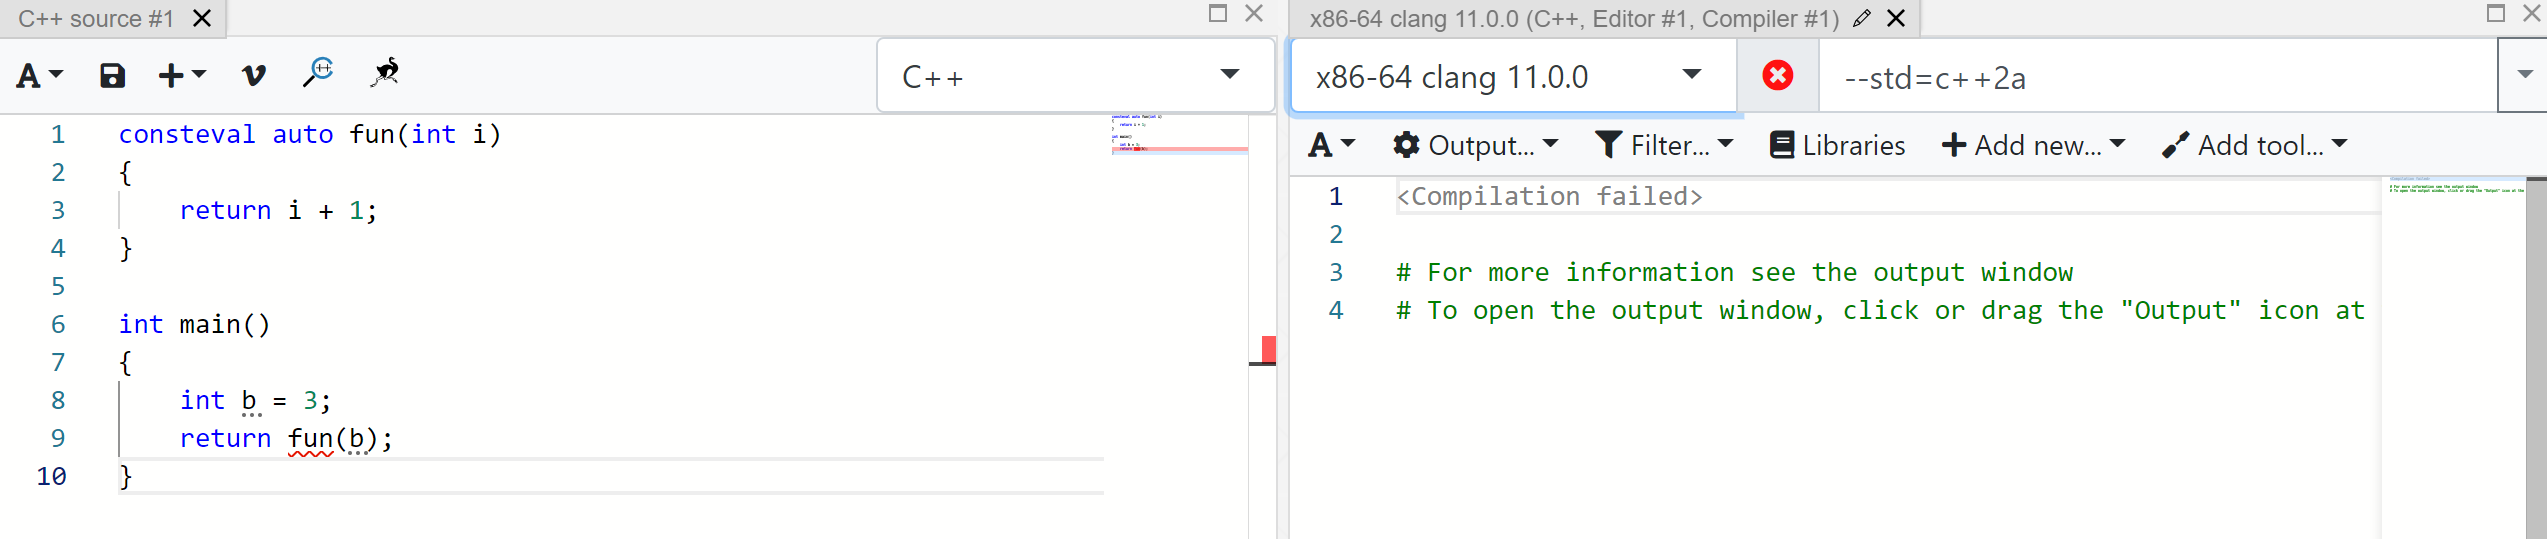 C++ source #1
x86-64 clang 11.0.0 (C++, Editor #1, Compiler #1)
A
C++
x86-64 clang 11.0.0
--std=c++2a
A Output... Filter... Libraries Add new... Add tool...
1 consteval auto fun(int i)
2 {
3 return i + 1;
4 }
5
6 int main()
7 {
8 int b = 3;
9 return fun(b);
10 }
1 <Compilation failed>
2
3 # For more information see the output window
4 # To open the output window, click or drag the "Output" icon at